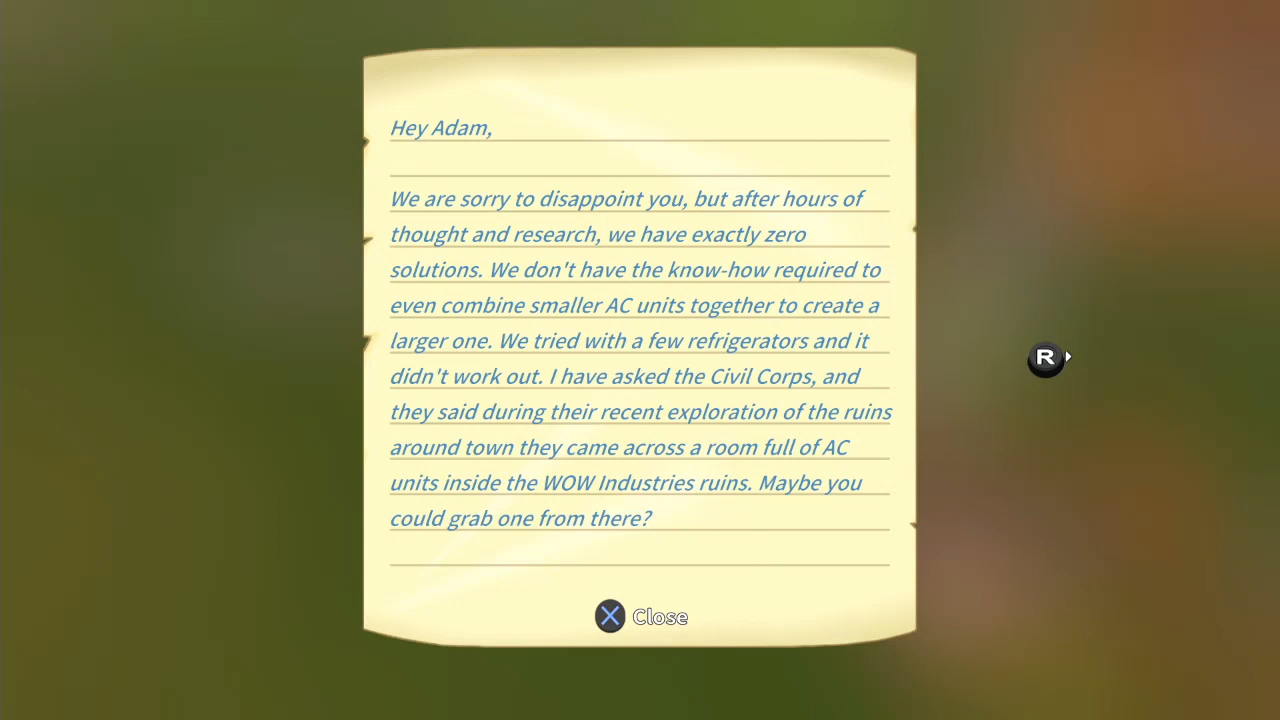 Hey Adam,
We are sorry to disappoint you, but after hours of
thought and research, we have exactly zero
solutions. We don't have the know-how required to
even combine smaller AC units together to create a
larger one. We tried with a few refrigerators and it
didn't work out. I have asked the Civil Corps, and
they said during their recent exploration of the ruins
around town they came across a room full of AC
units inside the WOW Industries ruins. Maybe you
could grab one from there?
R
Close